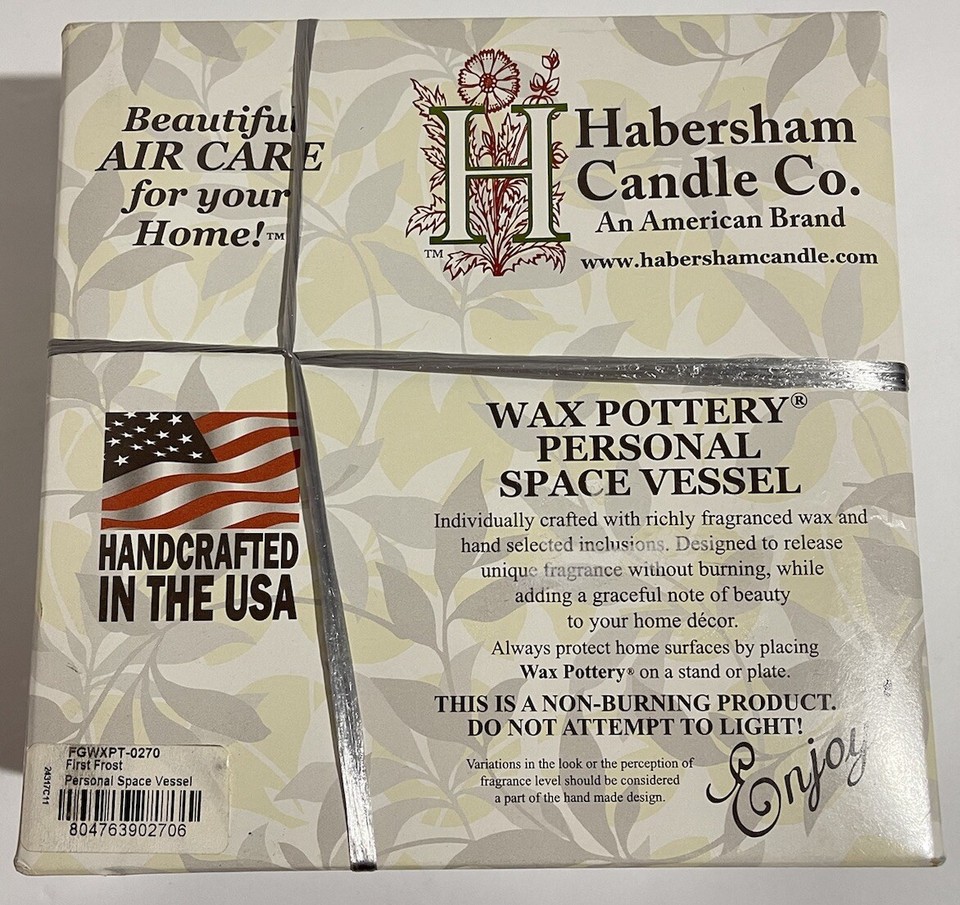 Beautiful
AIR CARE
for your
Home!™
H
™
Habersham
Candle Co.
An American Brand
www.habershamcandle.com
HANDCRAFTED
IN THE USA
WAX POTTERY®
PERSONAL
SPACE VESSEL
Individually crafted with richly fragranced wax and
hand selected inclusions. Designed to release
unique fragrance without burning, while
adding a graceful note of beauty
to your home décor.
Always protect home surfaces by placing
Wax Pottery® on a stand or plate.
THIS IS A NON-BURNING PRODUCT.
DO NOT ATTEMPT TO LIGHT!
Variations in the look or the perception of
fragrance level should be considered
a part of the hand made design.
Enjoy
FGWXPT-0270
First Frost
Personal Space Vessel
24317C11
804763902706